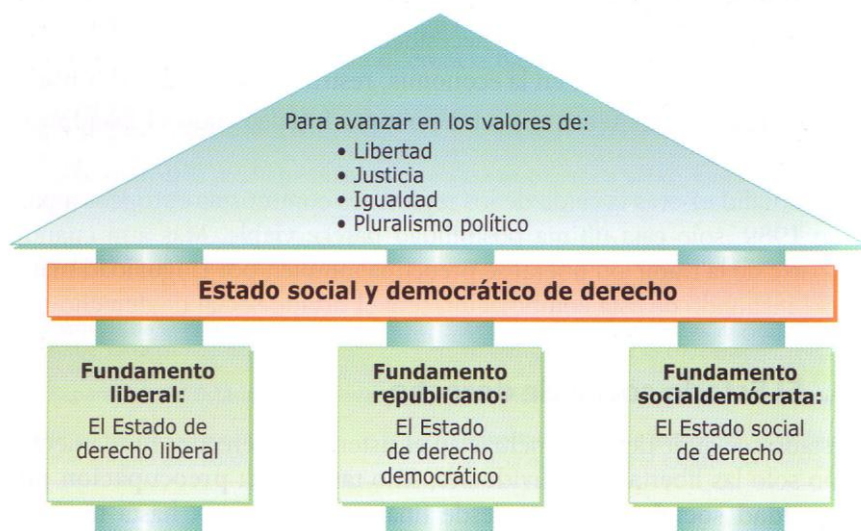 Para avanzar en los valores de:
• Libertad
• Justicia
• Igualdad
• Pluralismo político
Estado social y democrático de derecho
Fundamento
liberal:
El Estado de
derecho liberal
Fundamento
republicano:
El Estado
de derecho
democrático
Fundamento
socialdemócrata:
El Estado social
de derecho